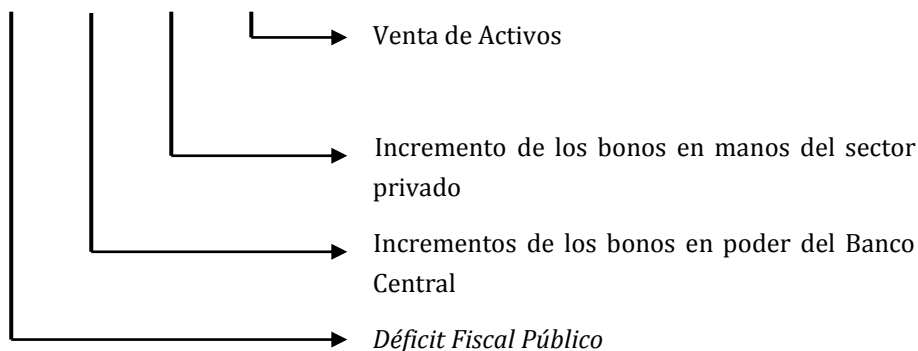 Venta de Activos
Incremento de los bonos en manos del sector
privado
Incrementos de los bonos en poder del Banco
Central
Déficit Fiscal Público